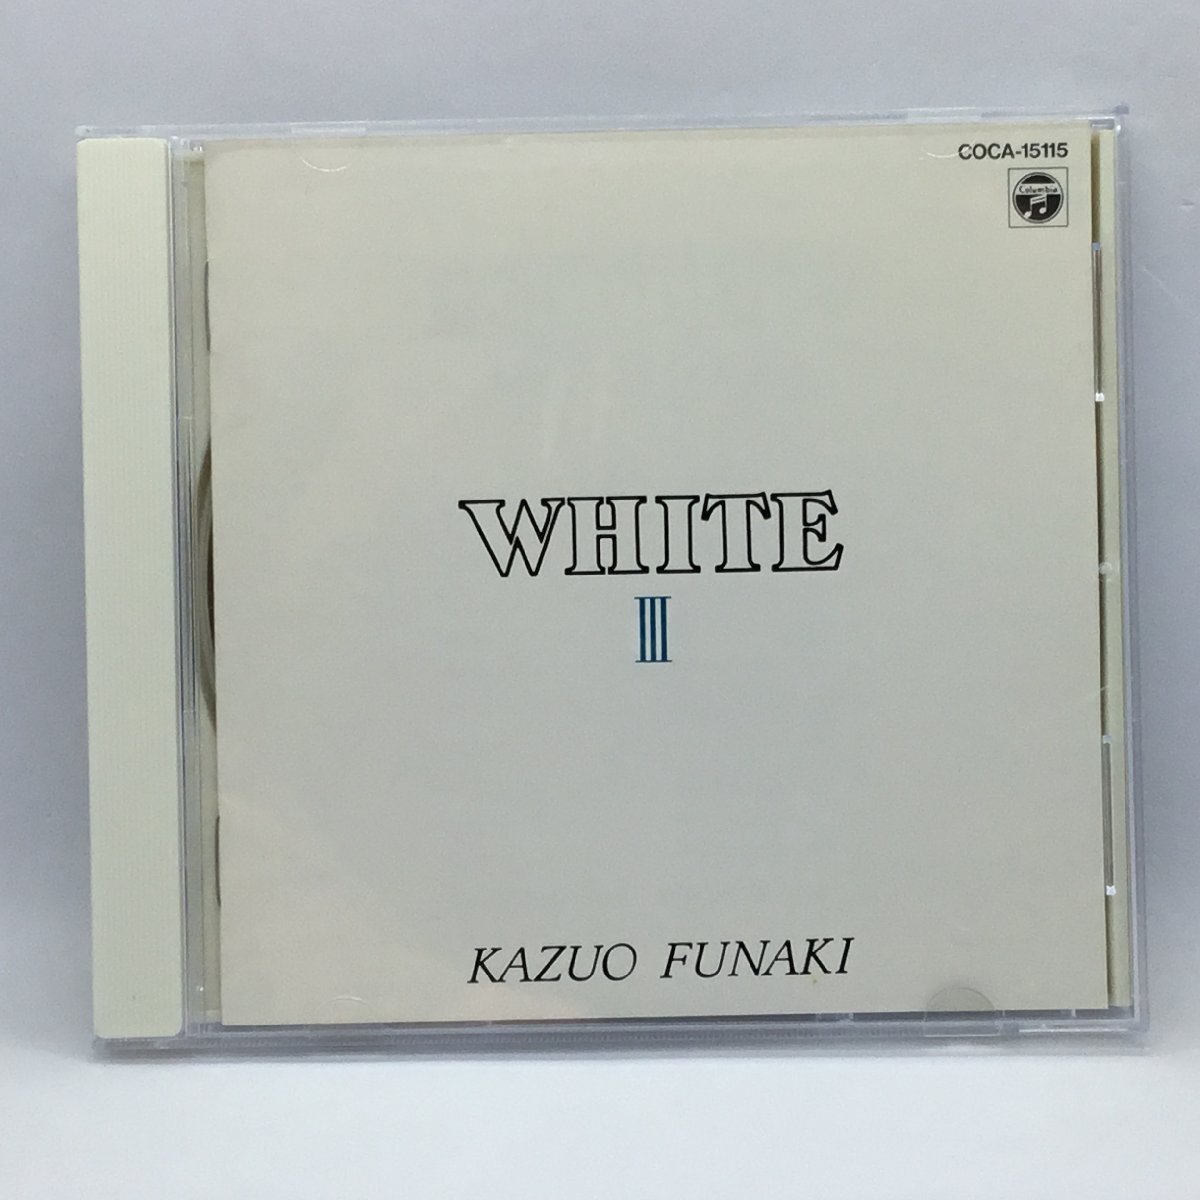 COCA-15115
Columbia
WHITE
III
KAZUO FUNAKI